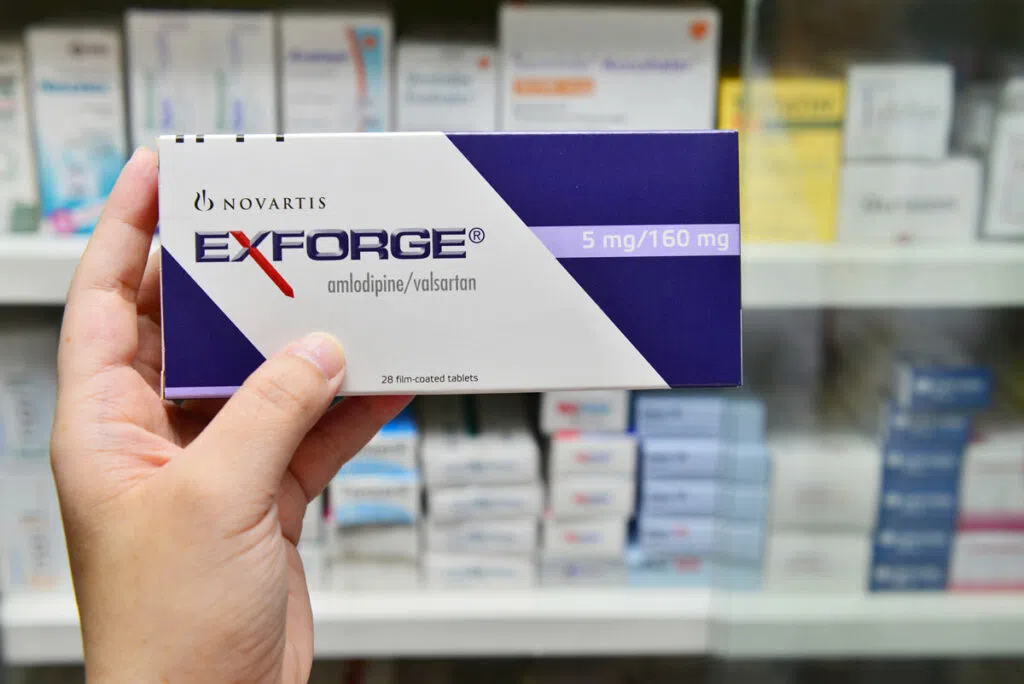 NOVARTIS
EXFORGE®
5 mg/160 mg
amlodipine/valsartan
28 film-coated tablets